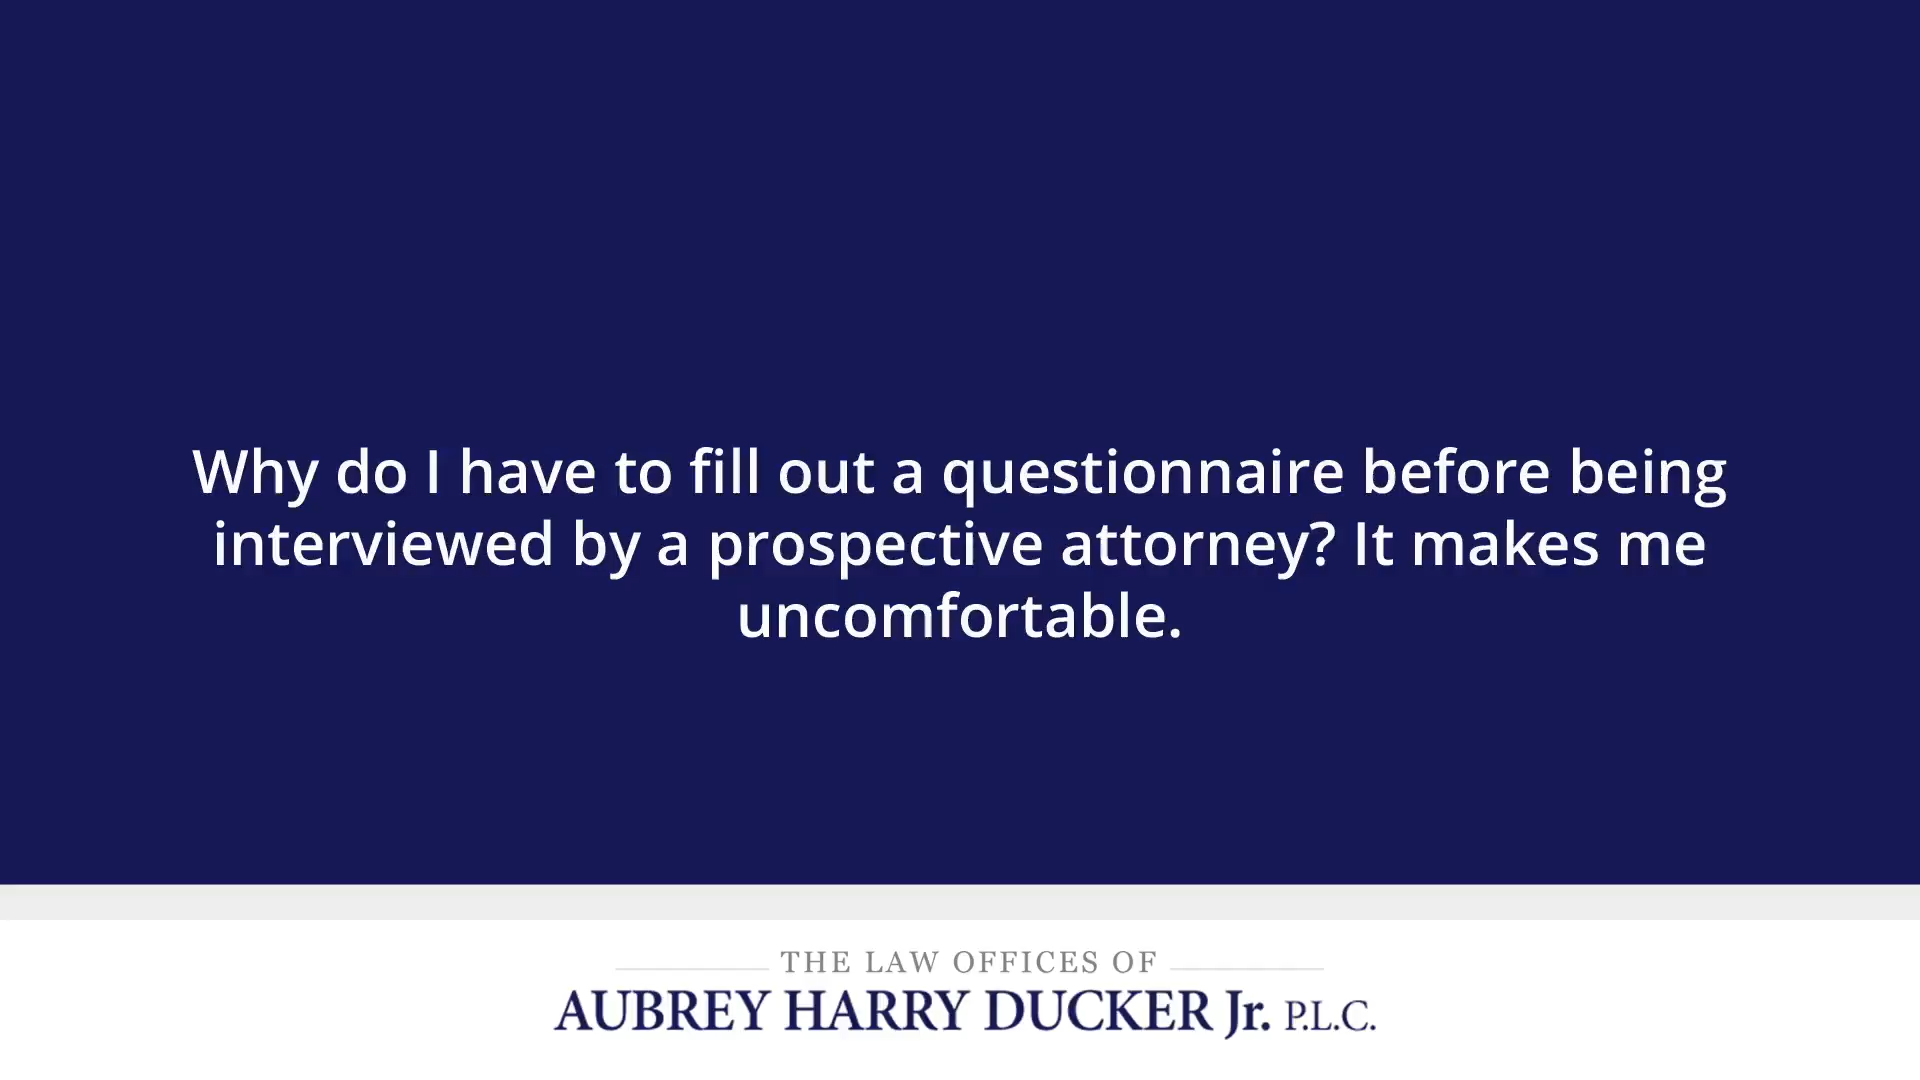 Why do I have to fill out a questionnaire before being
interviewed by a prospective attorney? It makes me
uncomfortable.
THE LAW OFFICES OF
AUBREY HARRY DUCKER Jr. P.L.C.